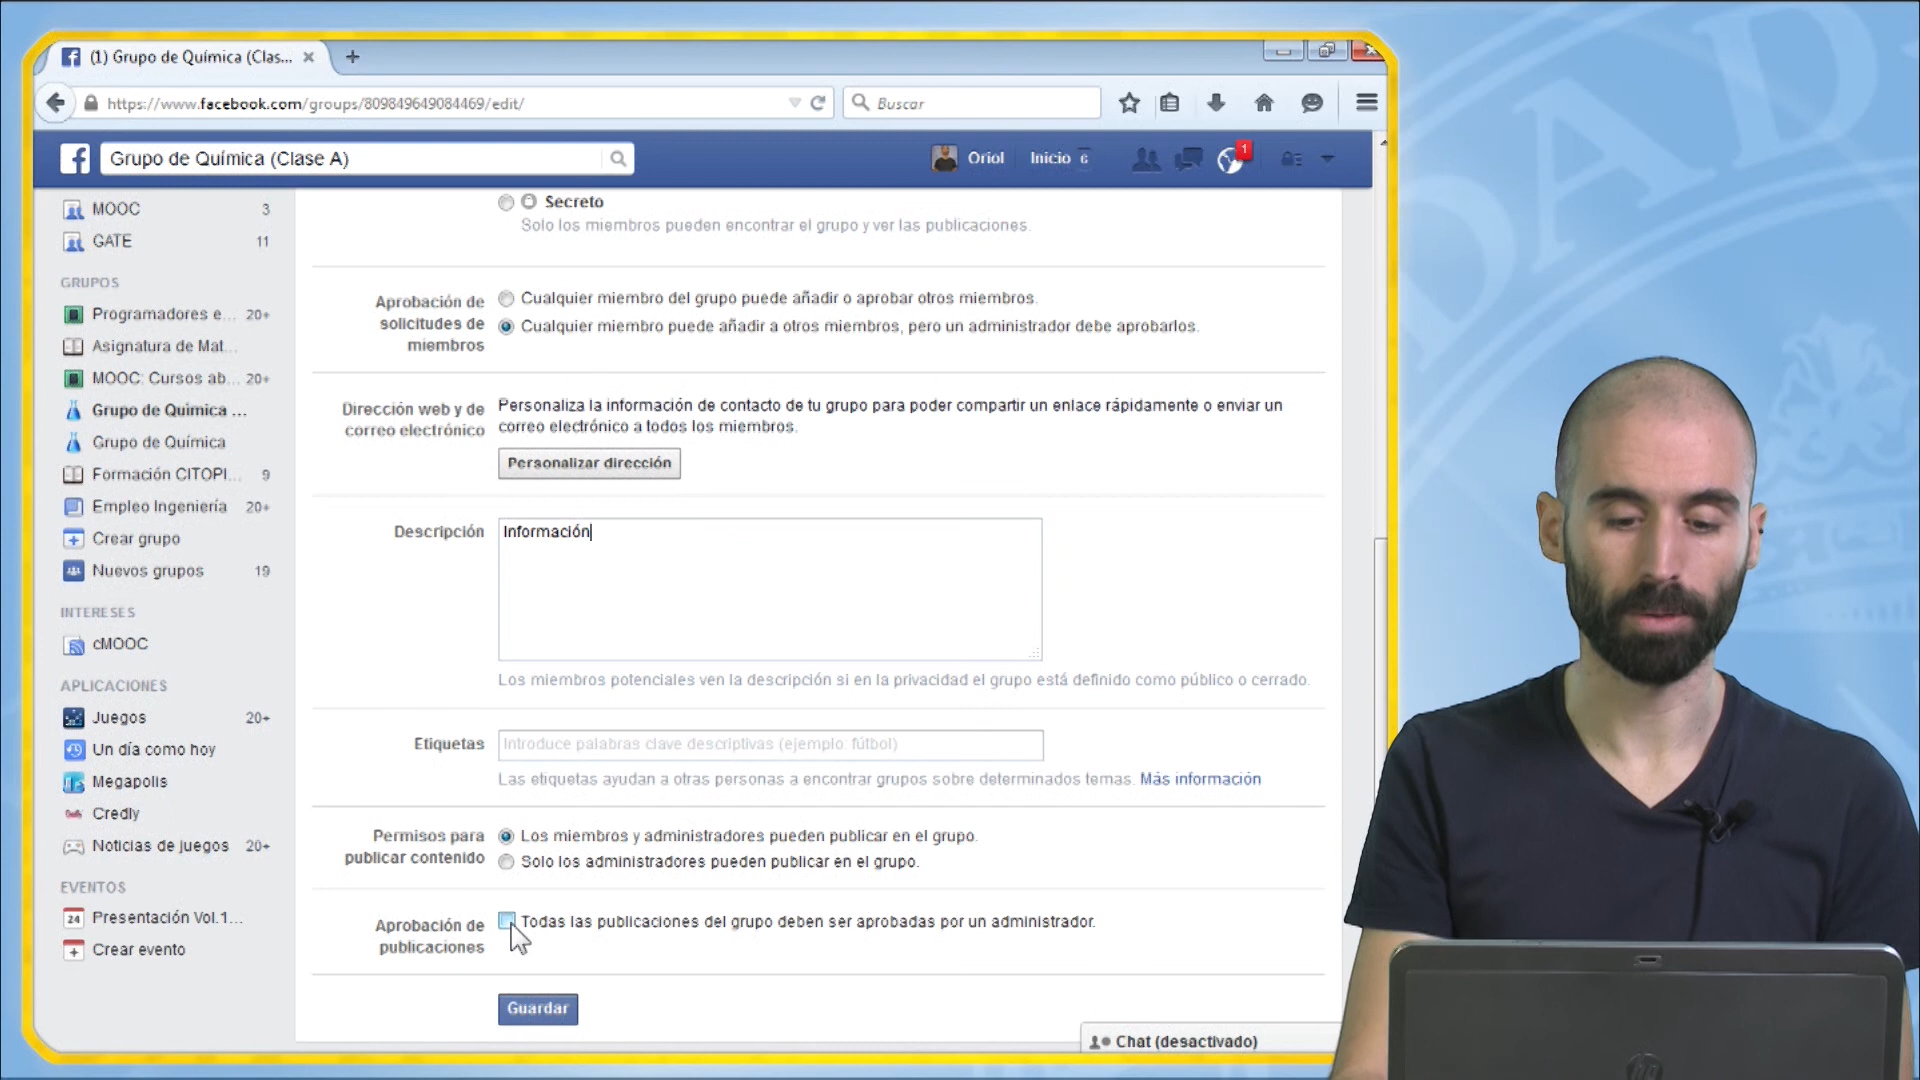 (1) Grupo de Química (Clas...
https://www.facebook.com/groups/809849649084469/edit/
Buscar
Grupo de Química (Clase A)
Oriol
Inicio 6
1
MOOC 3
GATE 11
GRUPOS
Programadores e... 20+
Asignatura de Mat...
MOOC: Cursos ab... 20+
Grupo de Química ...
Grupo de Química
Formación CITOPI... 9
Empleo Ingeniería 20+
Crear grupo
Nuevos grupos 19
INTERESES
cMOOC
APLICACIONES
Juegos 20+
Un día como hoy
Megapolis
Credly
Noticias de juegos 20+
EVENTOS
24 Presentación Vol.1...
Crear evento
Secreto
Solo los miembros pueden encontrar el grupo y ver las publicaciones.
Aprobación de
solicitudes de
miembros
Cualquier miembro del grupo puede añadir o aprobar otros miembros.
Cualquier miembro puede añadir a otros miembros, pero un administrador debe aprobarlos.
Dirección web y de
correo electrónico
Personaliza la información de contacto de tu grupo para poder compartir un enlace rápidamente o enviar un
correo electrónico a todos los miembros.
Personalizar dirección
Descripción
Información
Los miembros potenciales ven la descripción si en la privacidad el grupo está definido como público o cerrado.
Etiquetas
Introduce palabras clave descriptivas (ejemplo: fútbol)
Las etiquetas ayudan a otras personas a encontrar grupos sobre determinados temas. Más información
Permisos para
publicar contenido
Los miembros y administradores pueden publicar en el grupo.
Solo los administradores pueden publicar en el grupo.
Aprobación de
publicaciones
Todas las publicaciones del grupo deben ser aprobadas por un administrador.
Guardar
Chat (desactivado)
DAD
hp